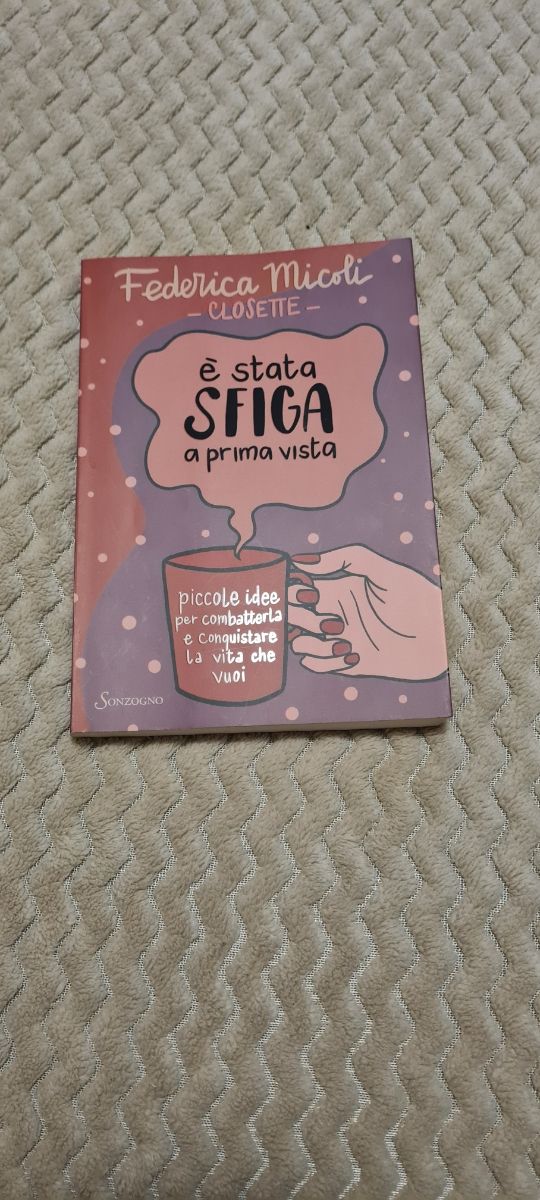 Federica Micoli
– CLOSETTE –
è stata
SFIGA
a prima vista
piccole idee
per combatterla
e conquistare
la vita che
vuoi
SONZOGNO